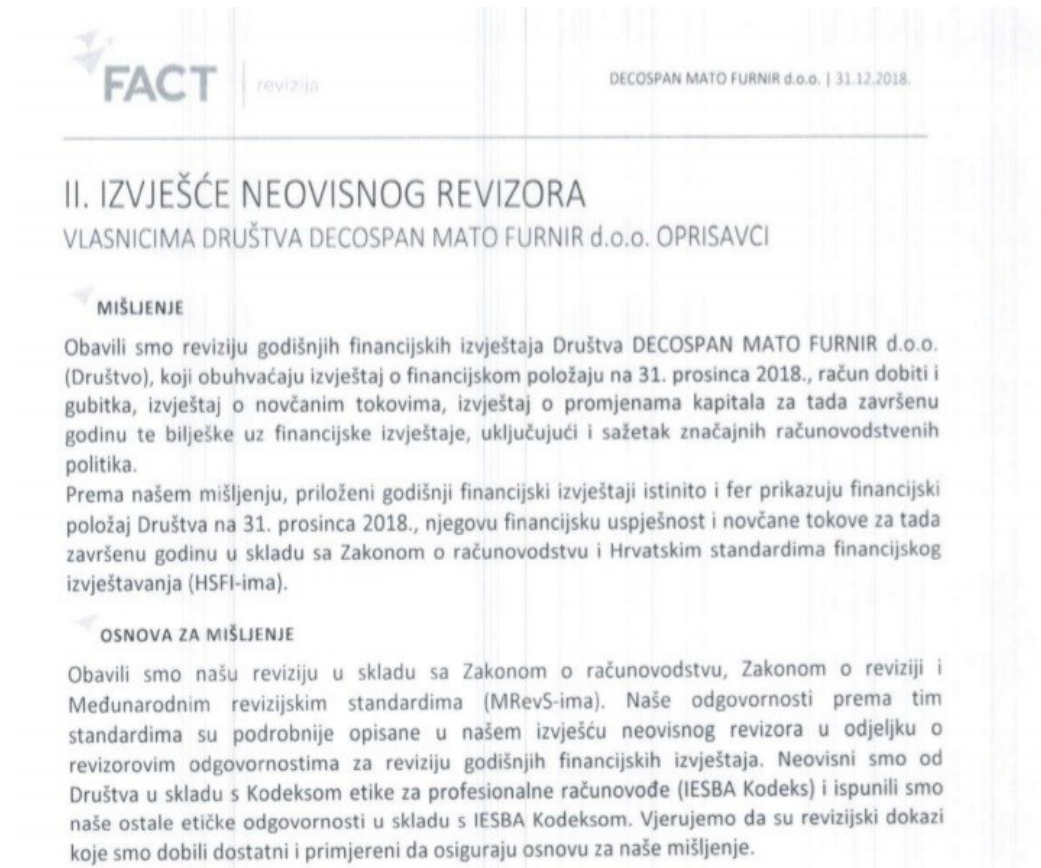 FACT revizija
DECOSPAN MATO FURNIR d.o.o. | 31.12.2018.
II. IZVJEŠĆE NEOVISNOG REVIZORA
VLASNICIMA DRUŠTVA DECOSPAN MATO FURNIR d.o.o. OPRISAVCI
MIŠLJENJE
Obavili smo reviziju godišnjih financijskih izvještaja Društva DECOSPAN MATO FURNIR d.o.o.
(Društvo), koji obuhvaćaju izvještaj o financijskom položaju na 31. prosinca 2018., račun dobiti i
gubitka, izvještaj o novčanim tokovima, izvještaj o promjenama kapitala za tada završenu
godinu te bilješke uz financijske izvještaje, uključujući i sažetak značajnih računovodstvenih
politika.
Prema našem mišljenju, priloženi godišnji financijski izvještaji istinito i fer prikazuju financijski
položaj Društva na 31. prosinca 2018., njegovu financijsku uspješnost i novčane tokove za tada
završenu godinu u skladu sa Zakonom o računovodstvu i Hrvatskim standardima financijskog
izvještavanja (HSFI-ima).
OSNOVA ZA MIŠLJENJE
Obavili smo našu reviziju u skladu sa Zakonom o računovodstvu, Zakonom o reviziji i
Međunarodnim revizijskim standardima (MRevS-ima). Naše odgovornosti prema tim
standardima su podrobnije opisane u našem izvješću neovisnog revizora u odjeljku o
revizorovim odgovornostima za reviziju godišnjih financijskih izvještaja. Neovisni smo od
Društva u skladu s Kodeksom etike za profesionalne računovođe (IESBA Kodeks) i ispunili smo
naše ostale etičke odgovornosti u skladu s IESBA Kodeksom. Vjerujemo da su revizijski dokazi
koje smo dobili dostatni i primjereni da osiguraju osnovu za naše mišljenje.